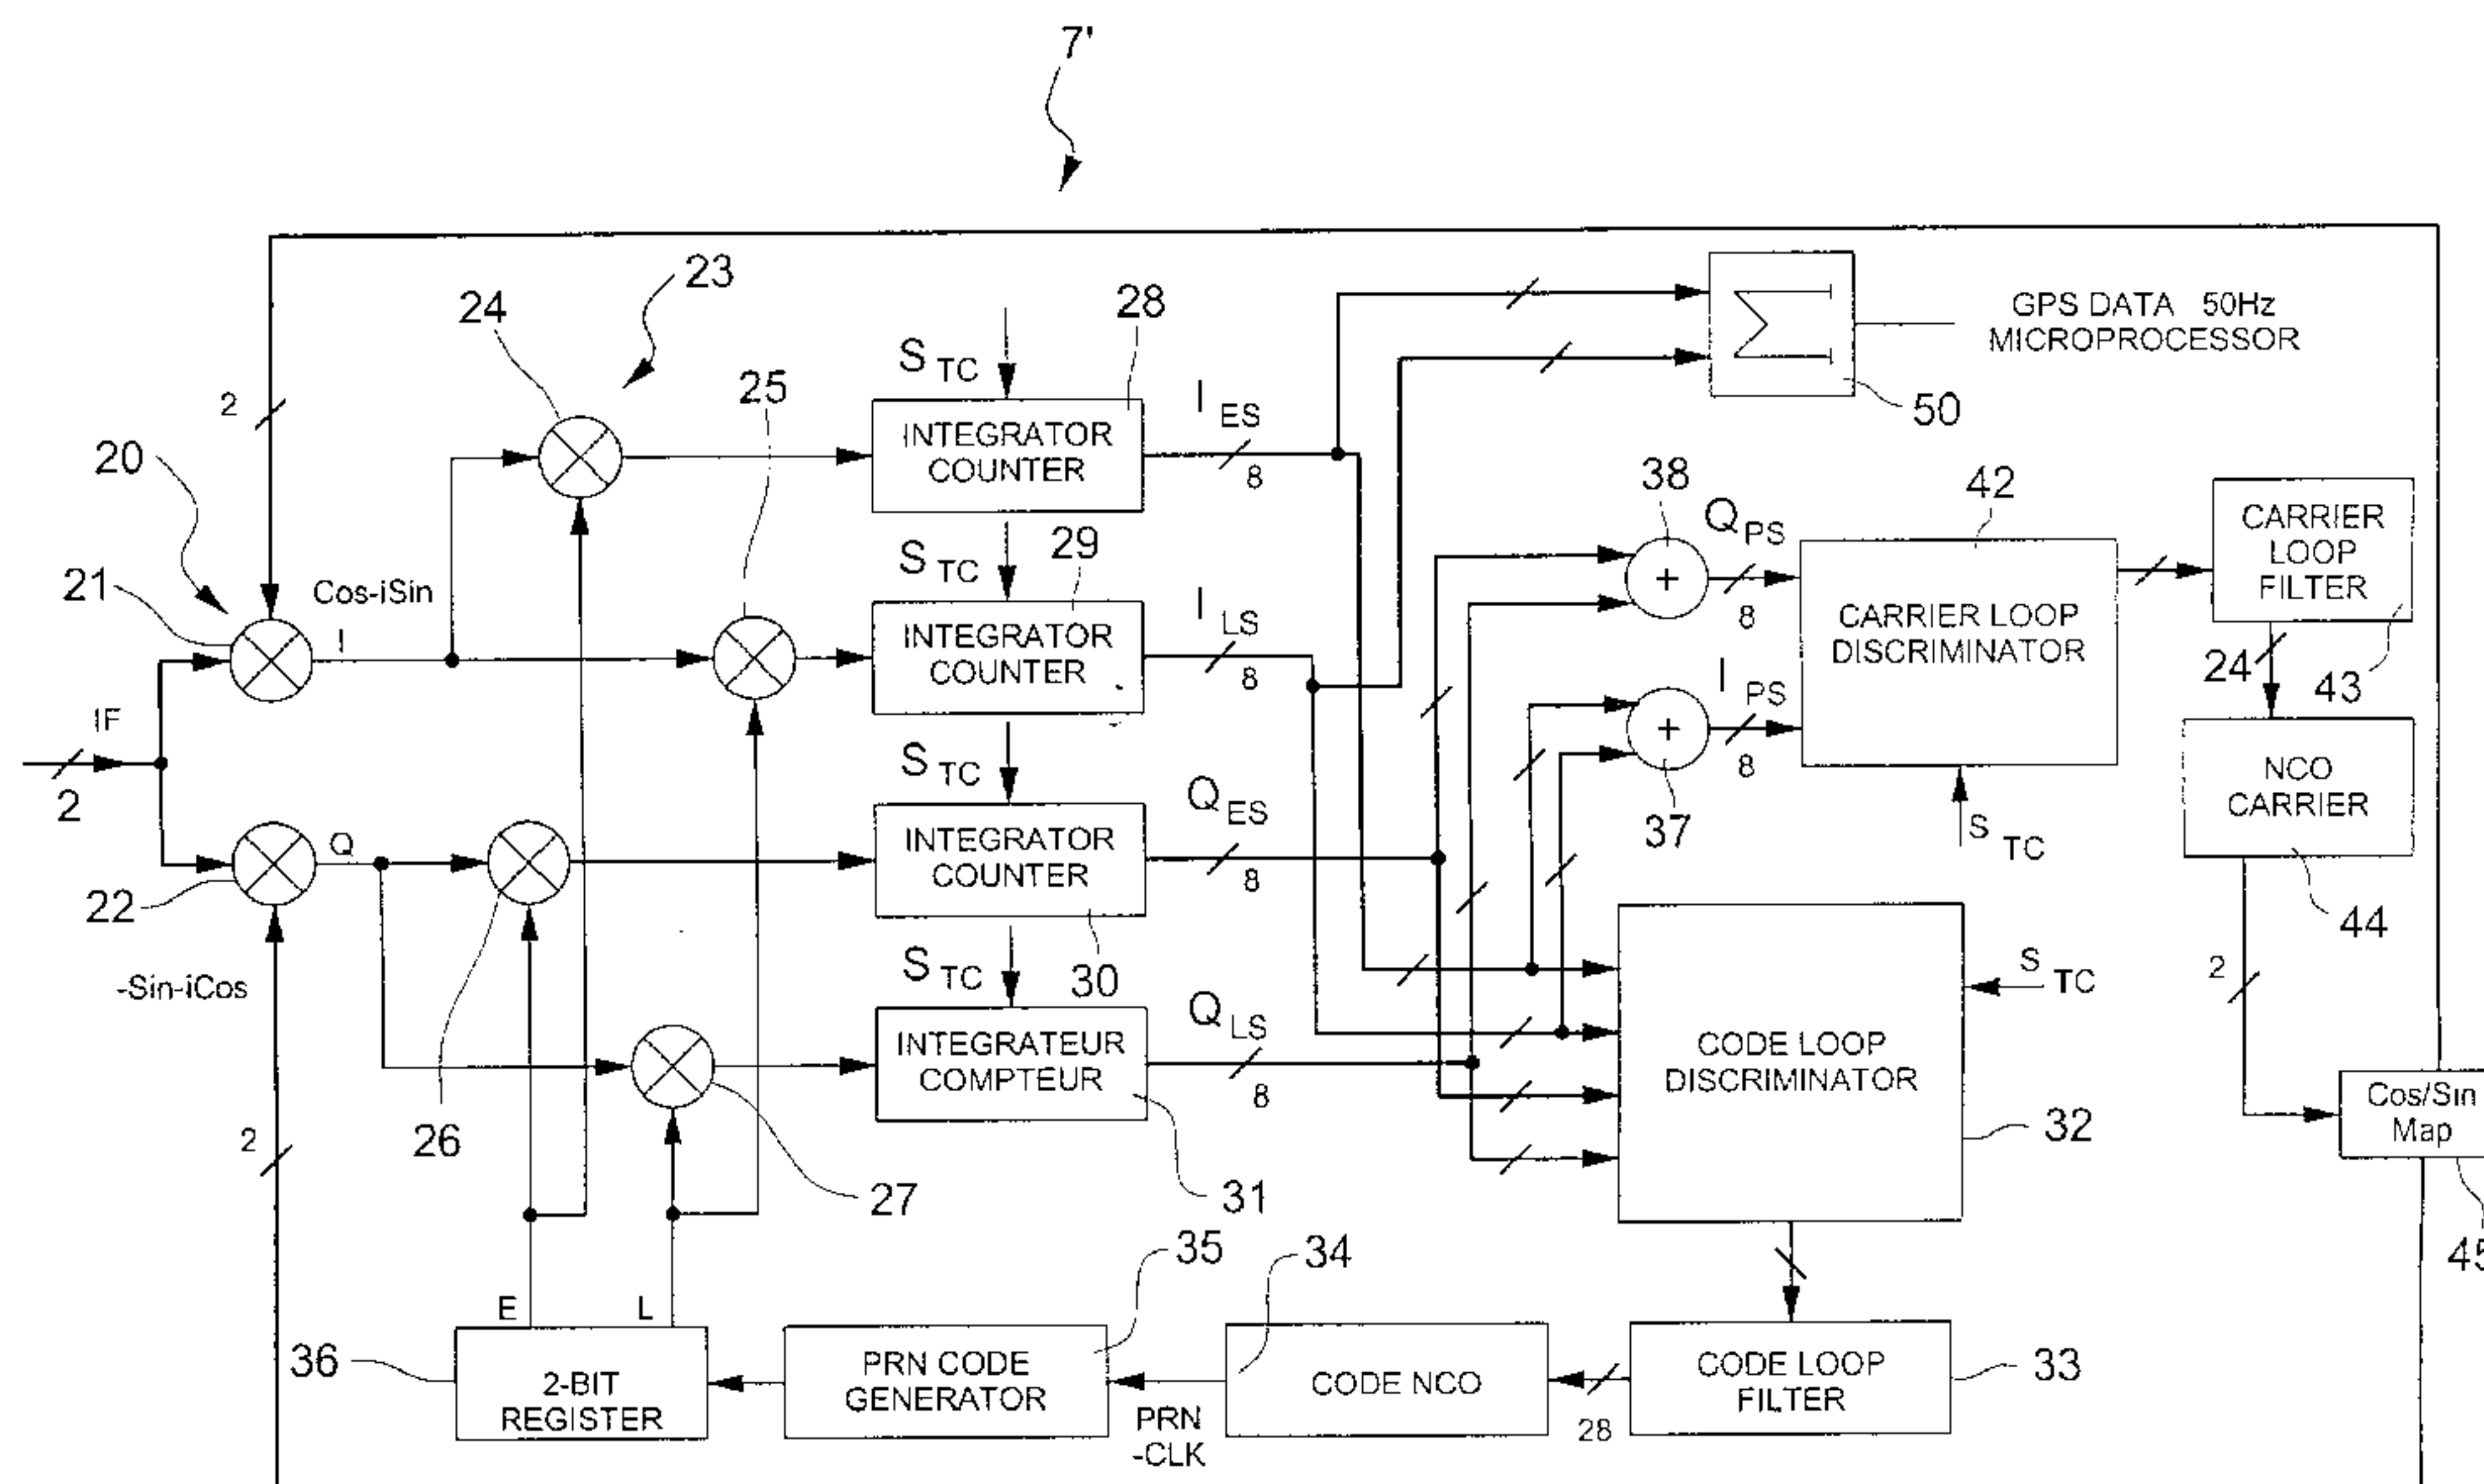 7'
23
24
28
S TC
I ES
8
GPS DATA 50Hz
MICROPROCESSOR
50
2
25
INTEGRATOR
COUNTER
20
38
42
Q PS
8
CARRIER
LOOP
FILTER
21
Cos-iSin
I
S TC
29
INTEGRATOR
COUNTER
I LS
8
+
CARRIER LOOP
DISCRIMINATOR
24
43
I PS
8
+
37
IF
2
S TC
NCO
CARRIER
44
S TC
22
Q
INTEGRATOR
COUNTER
30
Q ES
8
-Sin-iCos
26
S TC
INTEGRATEUR
COMPTEUR
31
Q LS
8
2
27
S TC
CODE LOOP
DISCRIMINATOR
32
2
Cos/Sin
Map
45
E
L
36
2-BIT
REGISTER
35
PRN CODE
GENERATOR
PRN
-CLK
34
CODE NCO
28
CODE LOOP
FILTER
33